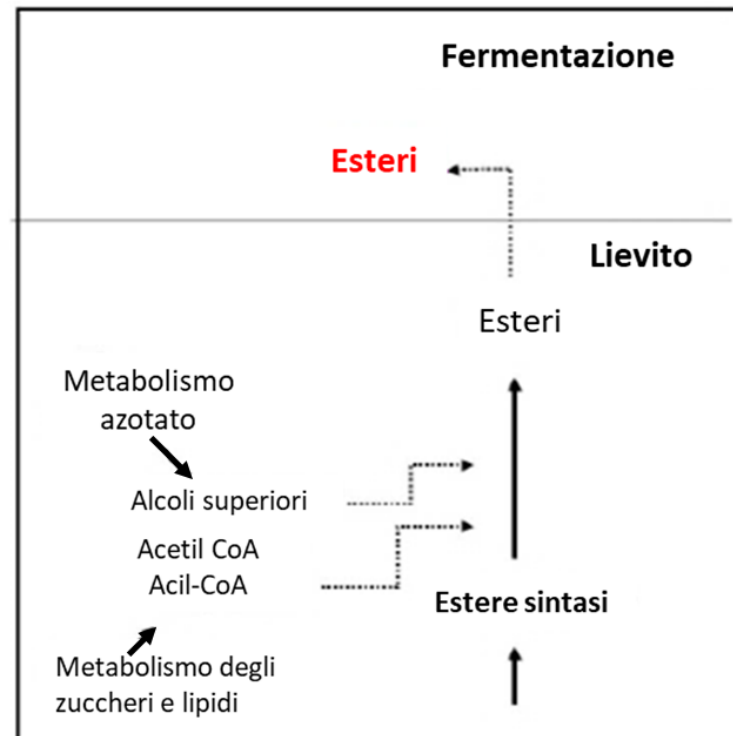 Fermentazione
Esteri
Lievito
Esteri
Metabolismo
azotato
Alcoli superiori
Acetil CoA
Acil-CoA
Estere sintasi
Metabolismo degli
zuccheri e lipidi